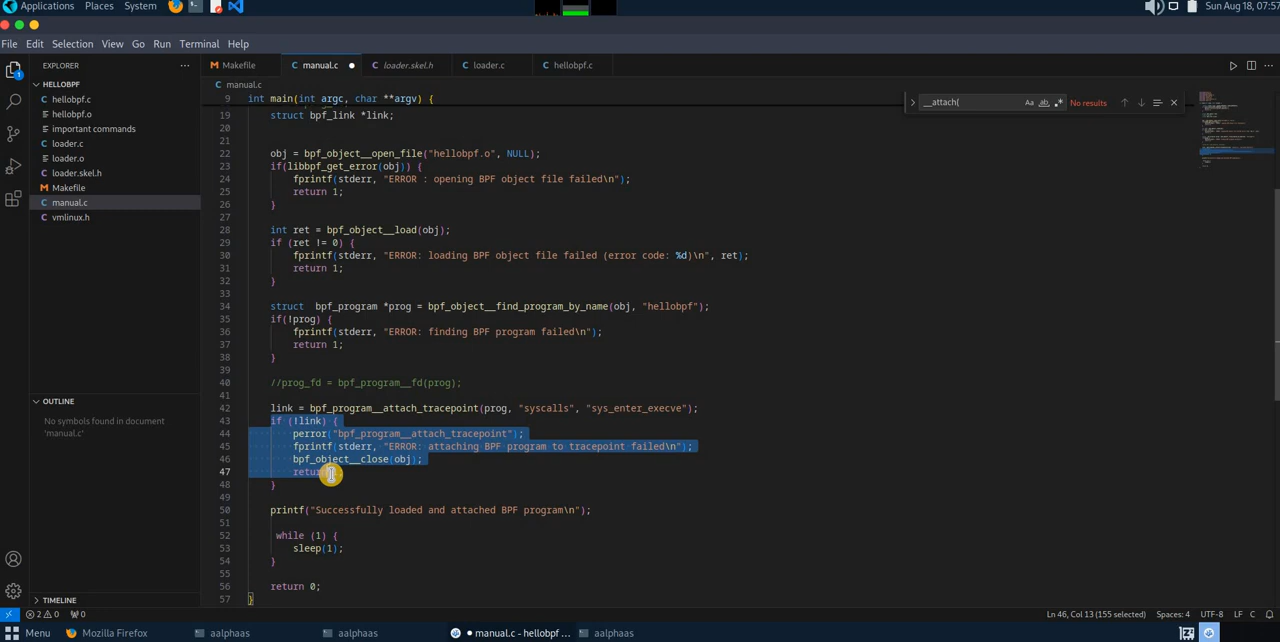 Applications Places System Sun Aug 18, 07:57
File Edit Selection View Go Run Terminal Help
EXPLORER ··· Makefile manual.c ● loader.skel.h loader.c hellobpf.c
HELLOBPF manual.c
hellobpf.c 9 int main(int argc, char **argv) { __attach( Aa ab No results
hellobpf.o 19 struct bpf_link *link;
important commands 20
loader.c 21
loader.o 22 obj = bpf_object__open_file("hellobpf.o", NULL);
loader.skel.h 23 if(libbpf_get_error(obj)) {
Makefile 24 fprintf(stderr, "ERROR : opening BPF object file failed\n");
manual.c 25 return 1;
vmlinux.h 26 }
27
28 int ret = bpf_object__load(obj);
29 if (ret != 0) {
30 fprintf(stderr, "ERROR: loading BPF object file failed (error code: %d)\n", ret);
31 return 1;
32 }
33
34 struct bpf_program *prog = bpf_object__find_program_by_name(obj, "hellobpf");
35 if(!prog) {
36 fprintf(stderr, "ERROR: finding BPF program failed\n");
37 return 1;
38 }
39
40 //prog_fd = bpf_program__fd(prog);
OUTLINE 41
No symbols found in document 'manual.c' 42 link = bpf_program__attach_tracepoint(prog, "syscalls", "sys_enter_execve");
43 if (!link) {
44 perror("bpf_program__attach_tracepoint");
45 fprintf(stderr, "ERROR: attaching BPF program to tracepoint failed\n");
46 bpf_object__close(obj);
47 return
48 }
49
50 printf("Successfully loaded and attached BPF program\n");
51
52 while (1) {
53 sleep(1);
54 }
55
56 return 0;
TIMELINE 57 }
2 0 0 Ln 46, Col 13 (155 selected) Spaces: 4 UTF-8 LF C
Menu Mozilla Firefox aalphaas aalphaas ● manual.c - hellobpf ... aalphaas